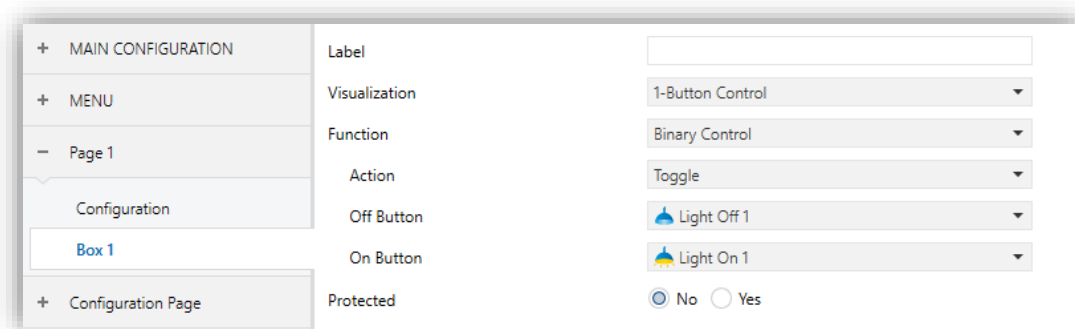 MAIN CONFIGURATION
MENU
Page 1
Configuration
Box 1
Configuration Page
Label
Visualization 1-Button Control
Function Binary Control
Action Toggle
Off Button Light Off 1
On Button Light On 1
Protected No Yes